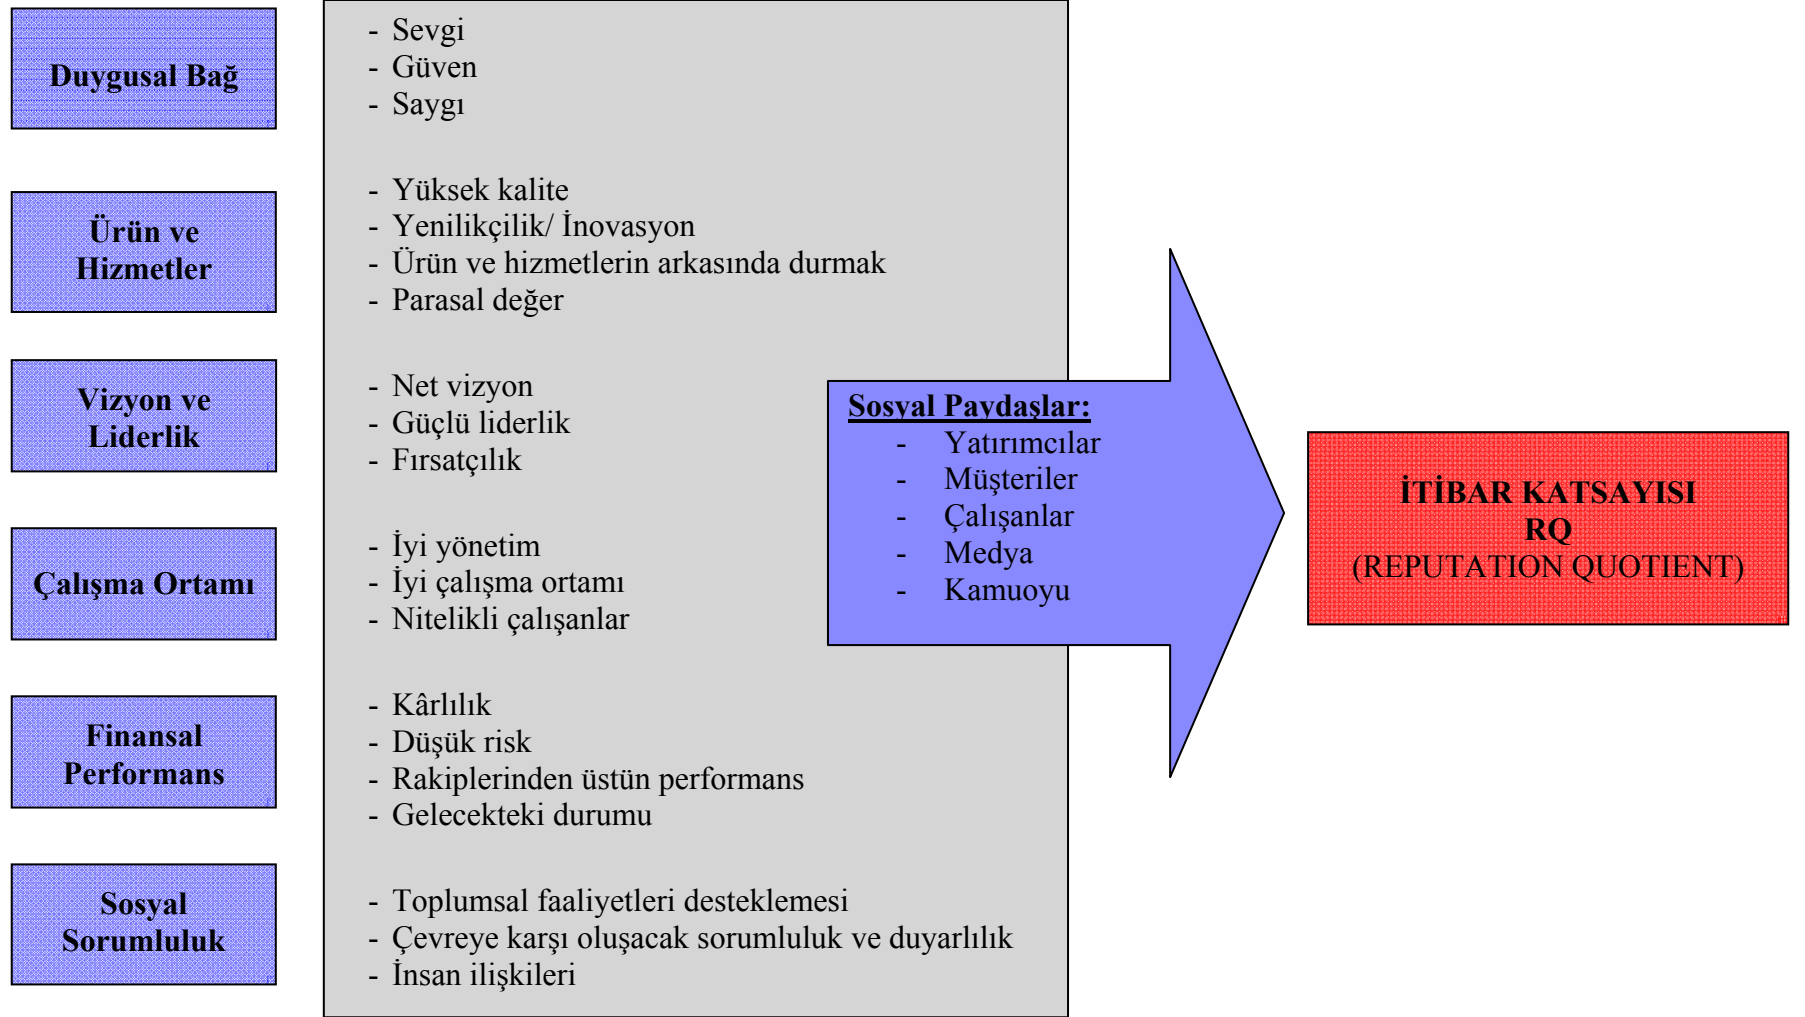 Duygusal Bağ
- Sevgi
- Güven
- Saygı
Ürün ve
Hizmetler
- Yüksek kalite
- Yenilikçilik/ İnovasyon
- Ürün ve hizmetlerin arkasında durmak
- Parasal değer
Vizyon ve
Liderlik
- Net vizyon
- Güçlü liderlik
- Fırsatçılık
Çalışma Ortamı
- İyi yönetim
- İyi çalışma ortamı
- Nitelikli çalışanlar
Finansal
Performans
- Kârlılık
- Düşük risk
- Rakiplerinden üstün performans
- Gelecekteki durumu
Sosyal
Sorumluluk
- Toplumsal faaliyetleri desteklemesi
- Çevreye karşı oluşacak sorumluluk ve duyarlılık
- İnsan ilişkileri
Sosyal Paydaşlar:
- Yatırımcılar
- Müşteriler
- Çalışanlar
- Medya
- Kamuoyu
İTİBAR KATSAYISI
RQ
(REPUTATION QUOTIENT)